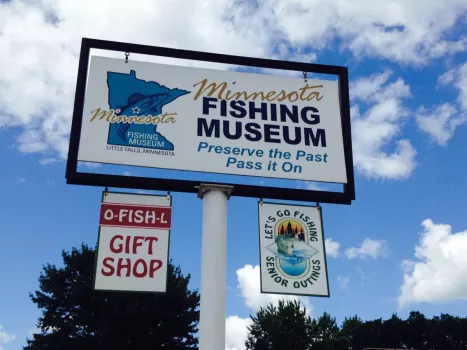 Minnesota
FISHING
MUSEUM
LITTLE FALLS, MINNESOTA
Minnesota
FISHING
MUSEUM
Preserve the Past
Pass it On
O-FISH-L
GIFT
SHOP
LET'S GO FISHING
SENIOR OUTINGS